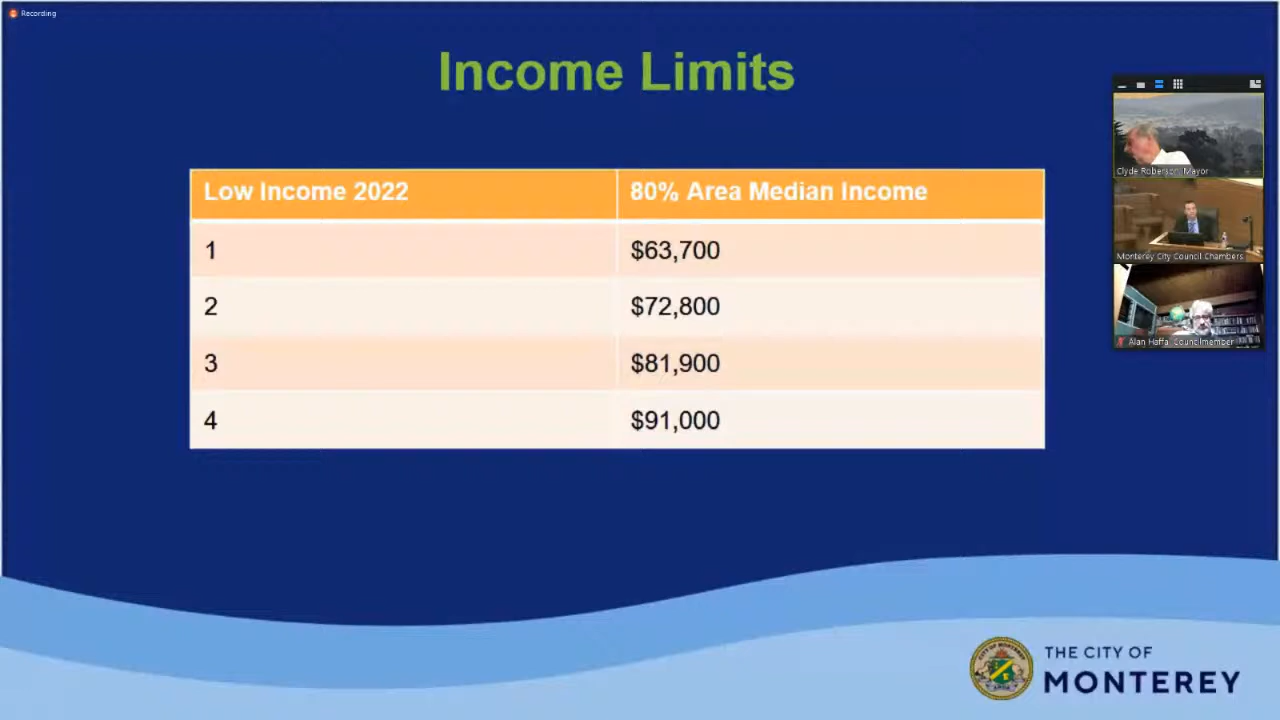 Recording
Income Limits
Low Income 2022 80% Area Median Income
1 $63,700
2 $72,800
3 $81,900
4 $91,000
Clyde Roberson, Mayor
Monterey City Council Chambers
Alan Haffa, Councilmember
THE CITY OF
MONTEREY